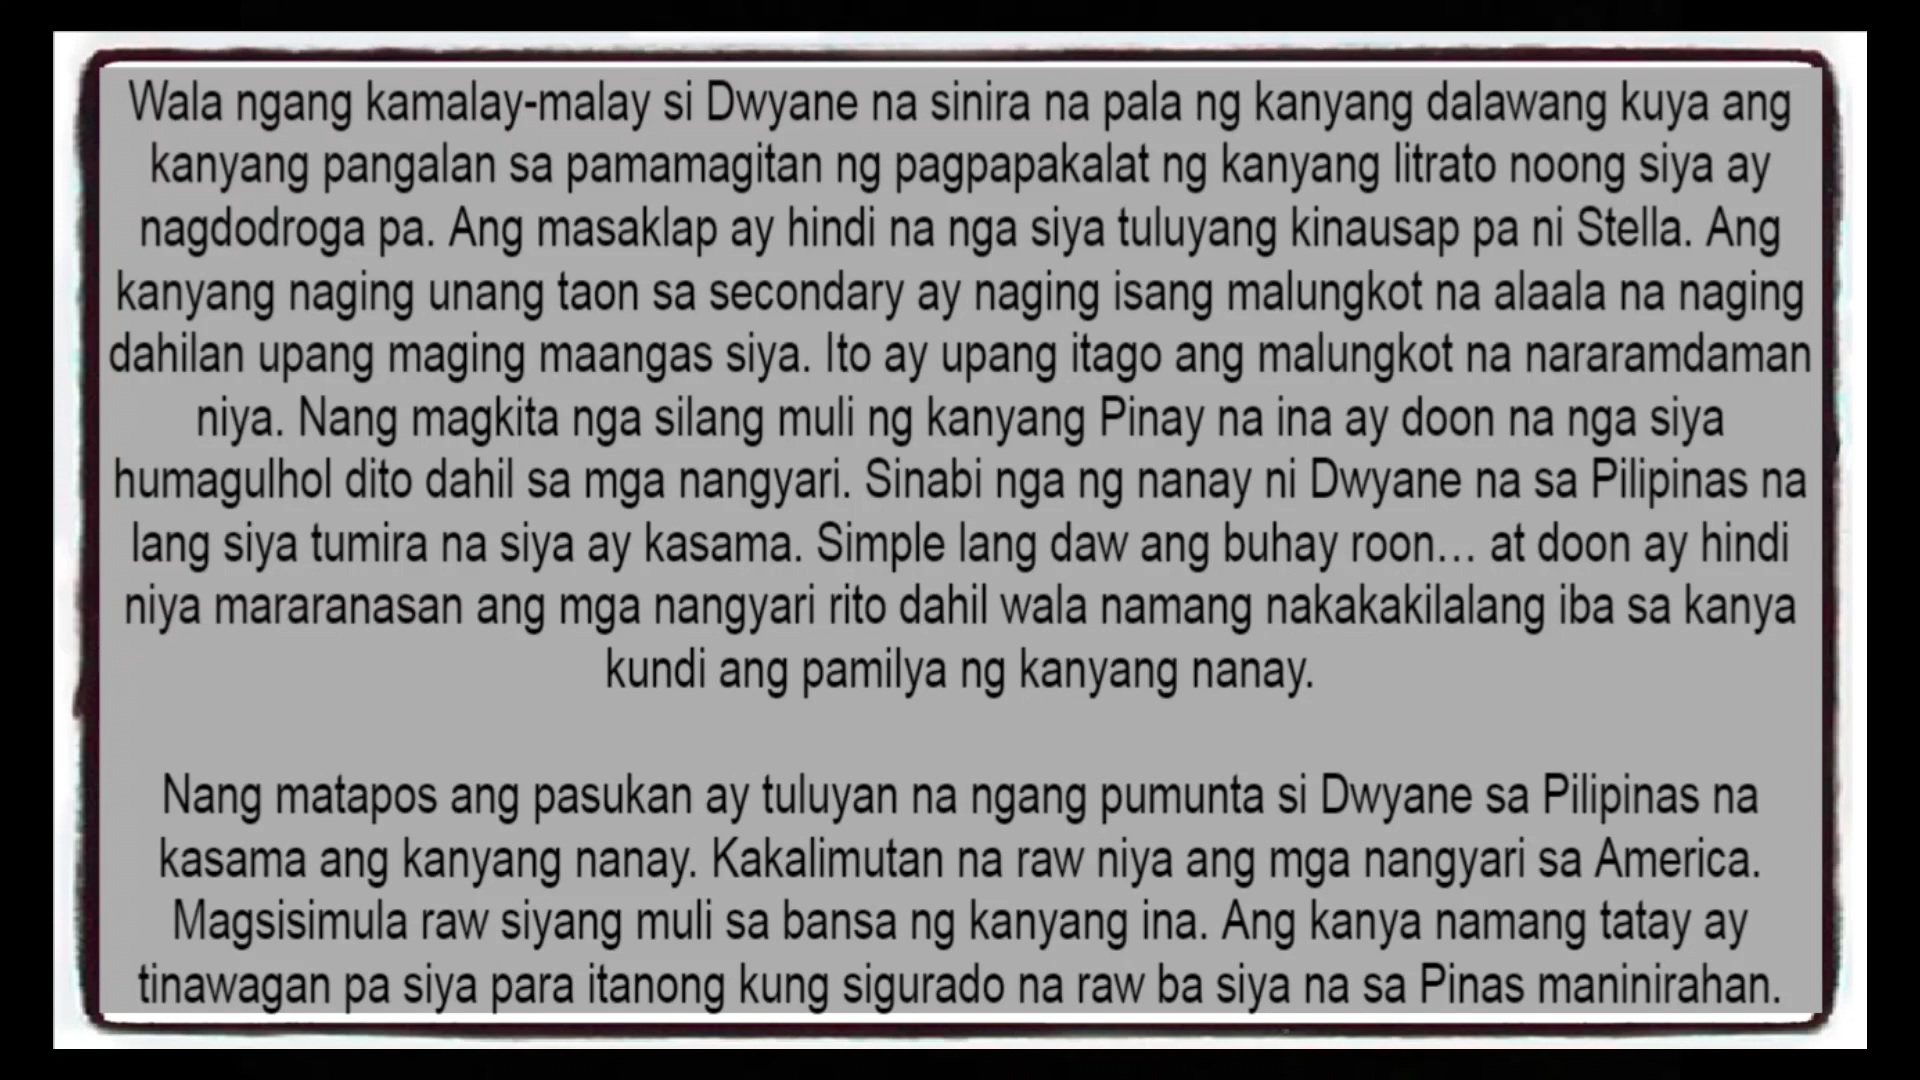 Wala ngang kamalay-malay si Dwyane na sinira na pala ng kanyang dalawang kuya ang
kanyang pangalan sa pamamagitan ng pagpapakalat ng kanyang litrato noong siya ay
nagdodroga pa. Ang masaklap ay hindi na nga siya tuluyang kinausap pa ni Stella. Ang
kanyang naging unang taon sa secondary ay naging isang malungkot na alaala na naging
dahilan upang maging maangas siya. Ito ay upang itago ang malungkot na nararamdaman
niya. Nang magkita nga silang muli ng kanyang Pinay na ina ay doon na nga siya
humagulhol dito dahil sa mga nangyari. Sinabi nga ng nanay ni Dwyane na sa Pilipinas na
lang siya tumira na siya ay kasama. Simple lang daw ang buhay roon... at doon ay hindi
niya mararanasan ang mga nangyari rito dahil wala namang nakakakilalang iba sa kanya
kundi ang pamilya ng kanyang nanay.
Nang matapos ang pasukan ay tuluyan na ngang pumunta si Dwyane sa Pilipinas na
kasama ang kanyang nanay. Kakalimutan na raw niya ang mga nangyari sa America.
Magsisimula raw siyang muli sa bansa ng kanyang ina. Ang kanya namang tatay ay
tinawagan pa siya para itanong kung sigurado na raw ba siya na sa Pinas maninirahan.